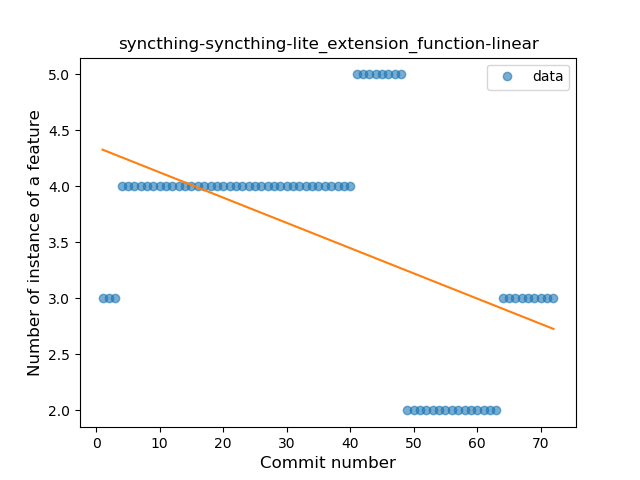 syncthing-syncthing-lite_extension_function-linear
data
Number of instance of a feature
5.0
4.5
4.0
3.5
3.0
2.5
2.0
0 10 20 30 40 50 60 70
Commit number